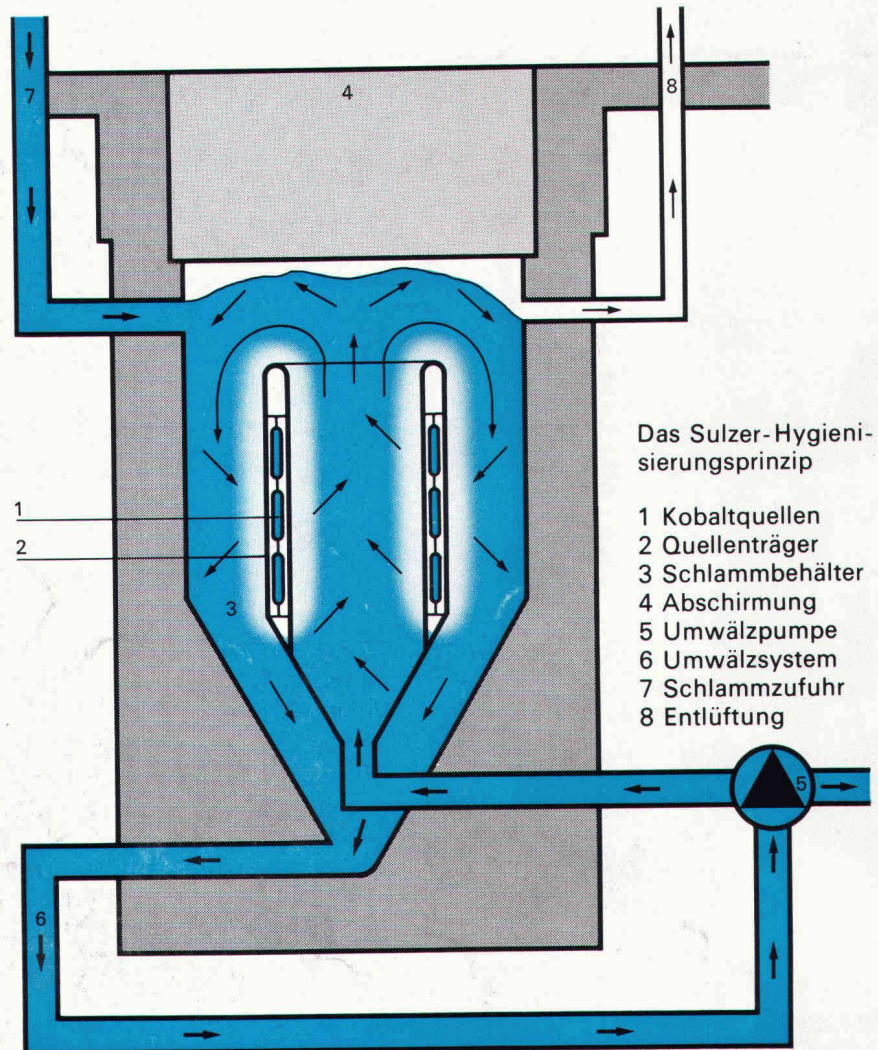 7
4
8
1
2
3
Das Sulzer-Hygieni-
sierungsprinzip
1 Kobaltquellen
2 Quellenträger
3 Schlammbehälter
4 Abschirmung
5 Umwälzpumpe
6 Umwälzsystem
7 Schlammzufuhr
8 Entlüftung
5
6